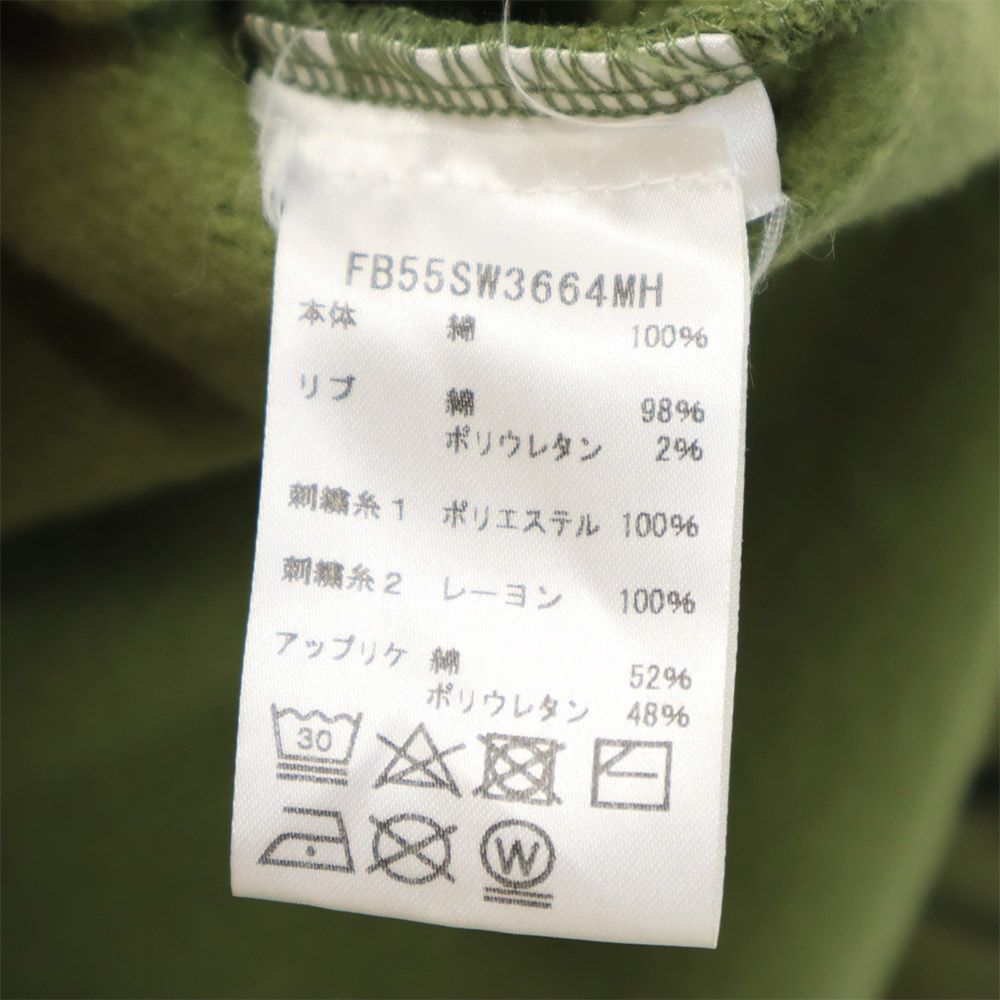 FB55SW3664MH
本体 綿 100%
リブ 綿 98%
ポリウレタン 2%
刺繍糸1 ポリエステル 100%
刺繍糸2 レーヨン 100%
アップリケ 綿 52%
ポリウレタン 48%
30
W